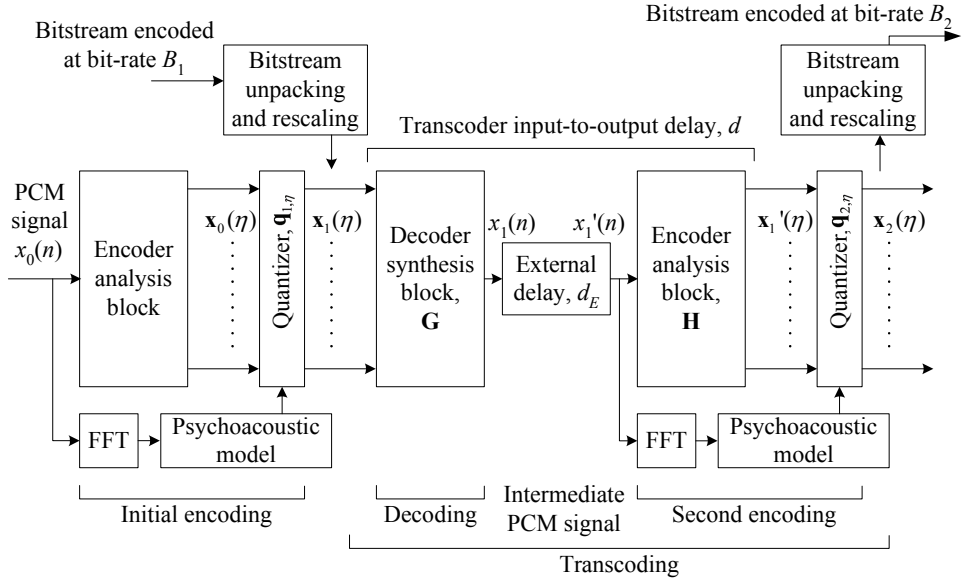 Bitstream encoded
at bit-rate B₁
Bitstream
unpacking
and rescaling
Bitstream encoded at bit-rate B₂
Bitstream
unpacking
and rescaling
Transcoder input-to-output delay, d
PCM
signal
x₀(n)
Encoder
analysis
block
𝐱₀(η)
Quantizer, 𝐪₁,η
𝐱₁(η)
Decoder
synthesis
block,
G
x₁(n)
External
delay, d_E
x₁'(n)
Encoder
analysis
block,
H
𝐱₁'(η)
Quantizer, 𝐪₂,η
𝐱₂(η)
FFT
Psychoacoustic
model
FFT
Psychoacoustic
model
Initial encoding
Decoding
Intermediate
PCM signal
Second encoding
Transcoding